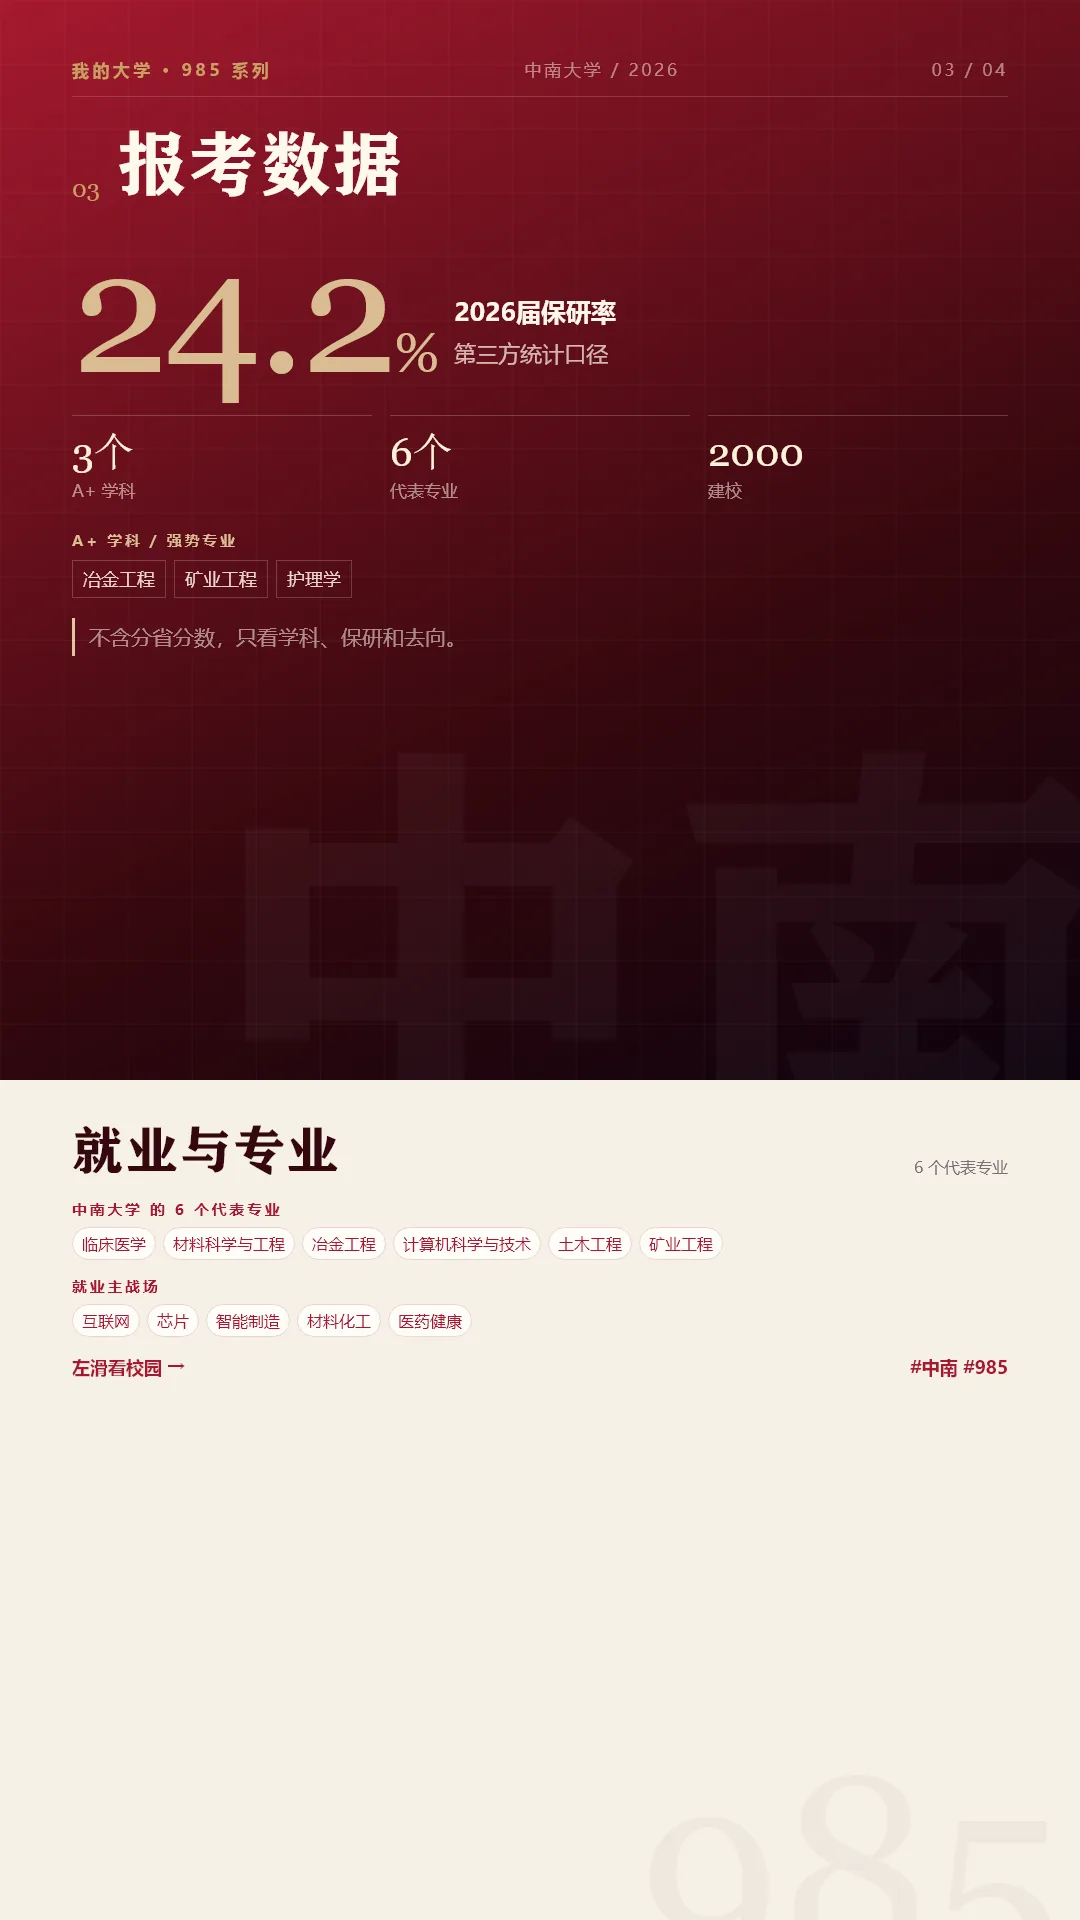 我的大学 · 985 系列
中南大学 / 2026
03 / 04
03 报考数据
24.2%
2026届保研率
第三方统计口径
3个
A+ 学科
6个
代表专业
2000
建校
A+ 学科 / 强势专业
冶金工程 矿业工程 护理学
不含分省分数，只看学科、保研和去向。
中南
就业与专业
6 个代表专业
中南大学 的 6 个代表专业
临床医学 材料科学与工程 冶金工程 计算机科学与技术 土木工程 矿业工程
就业主战场
互联网 芯片 智能制造 材料化工 医药健康
左滑看校园 →
#中南 #985
985